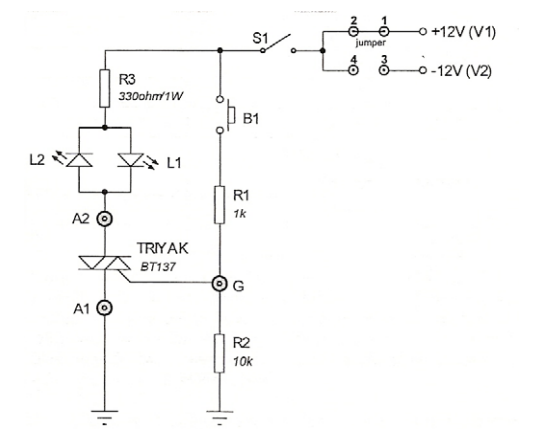 S1
2 1
jumper
+12V (V1)
4 3
-12V (V2)
R3
330ohm/1W
B1
L2
L1
R1
1k
A2
TRIYAK
BT137
G
A1
R2
10k